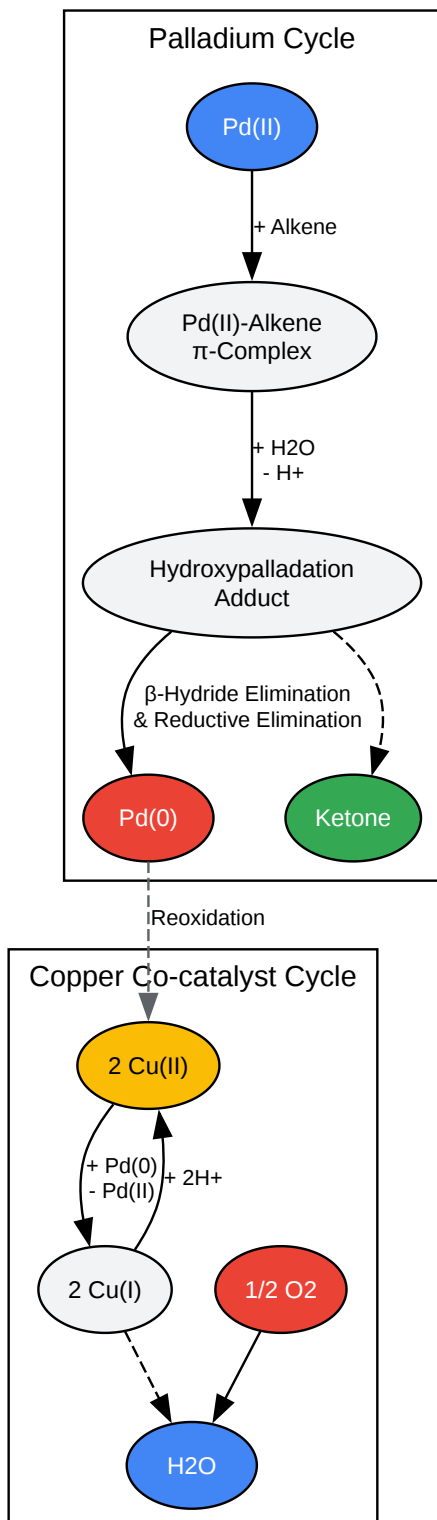 Palladium Cycle
Pd(II)
+ Alkene
Pd(II)-Alkene
π-Complex
+ H2O
- H+
Hydroxypalladation
Adduct
β-Hydride Elimination
& Reductive Elimination
Pd(0)
Ketone
Reoxidation
Copper Co-catalyst Cycle
2 Cu(II)
+ Pd(0)
- Pd(II)
+ 2H+
2 Cu(I)
1/2 O2
H2O